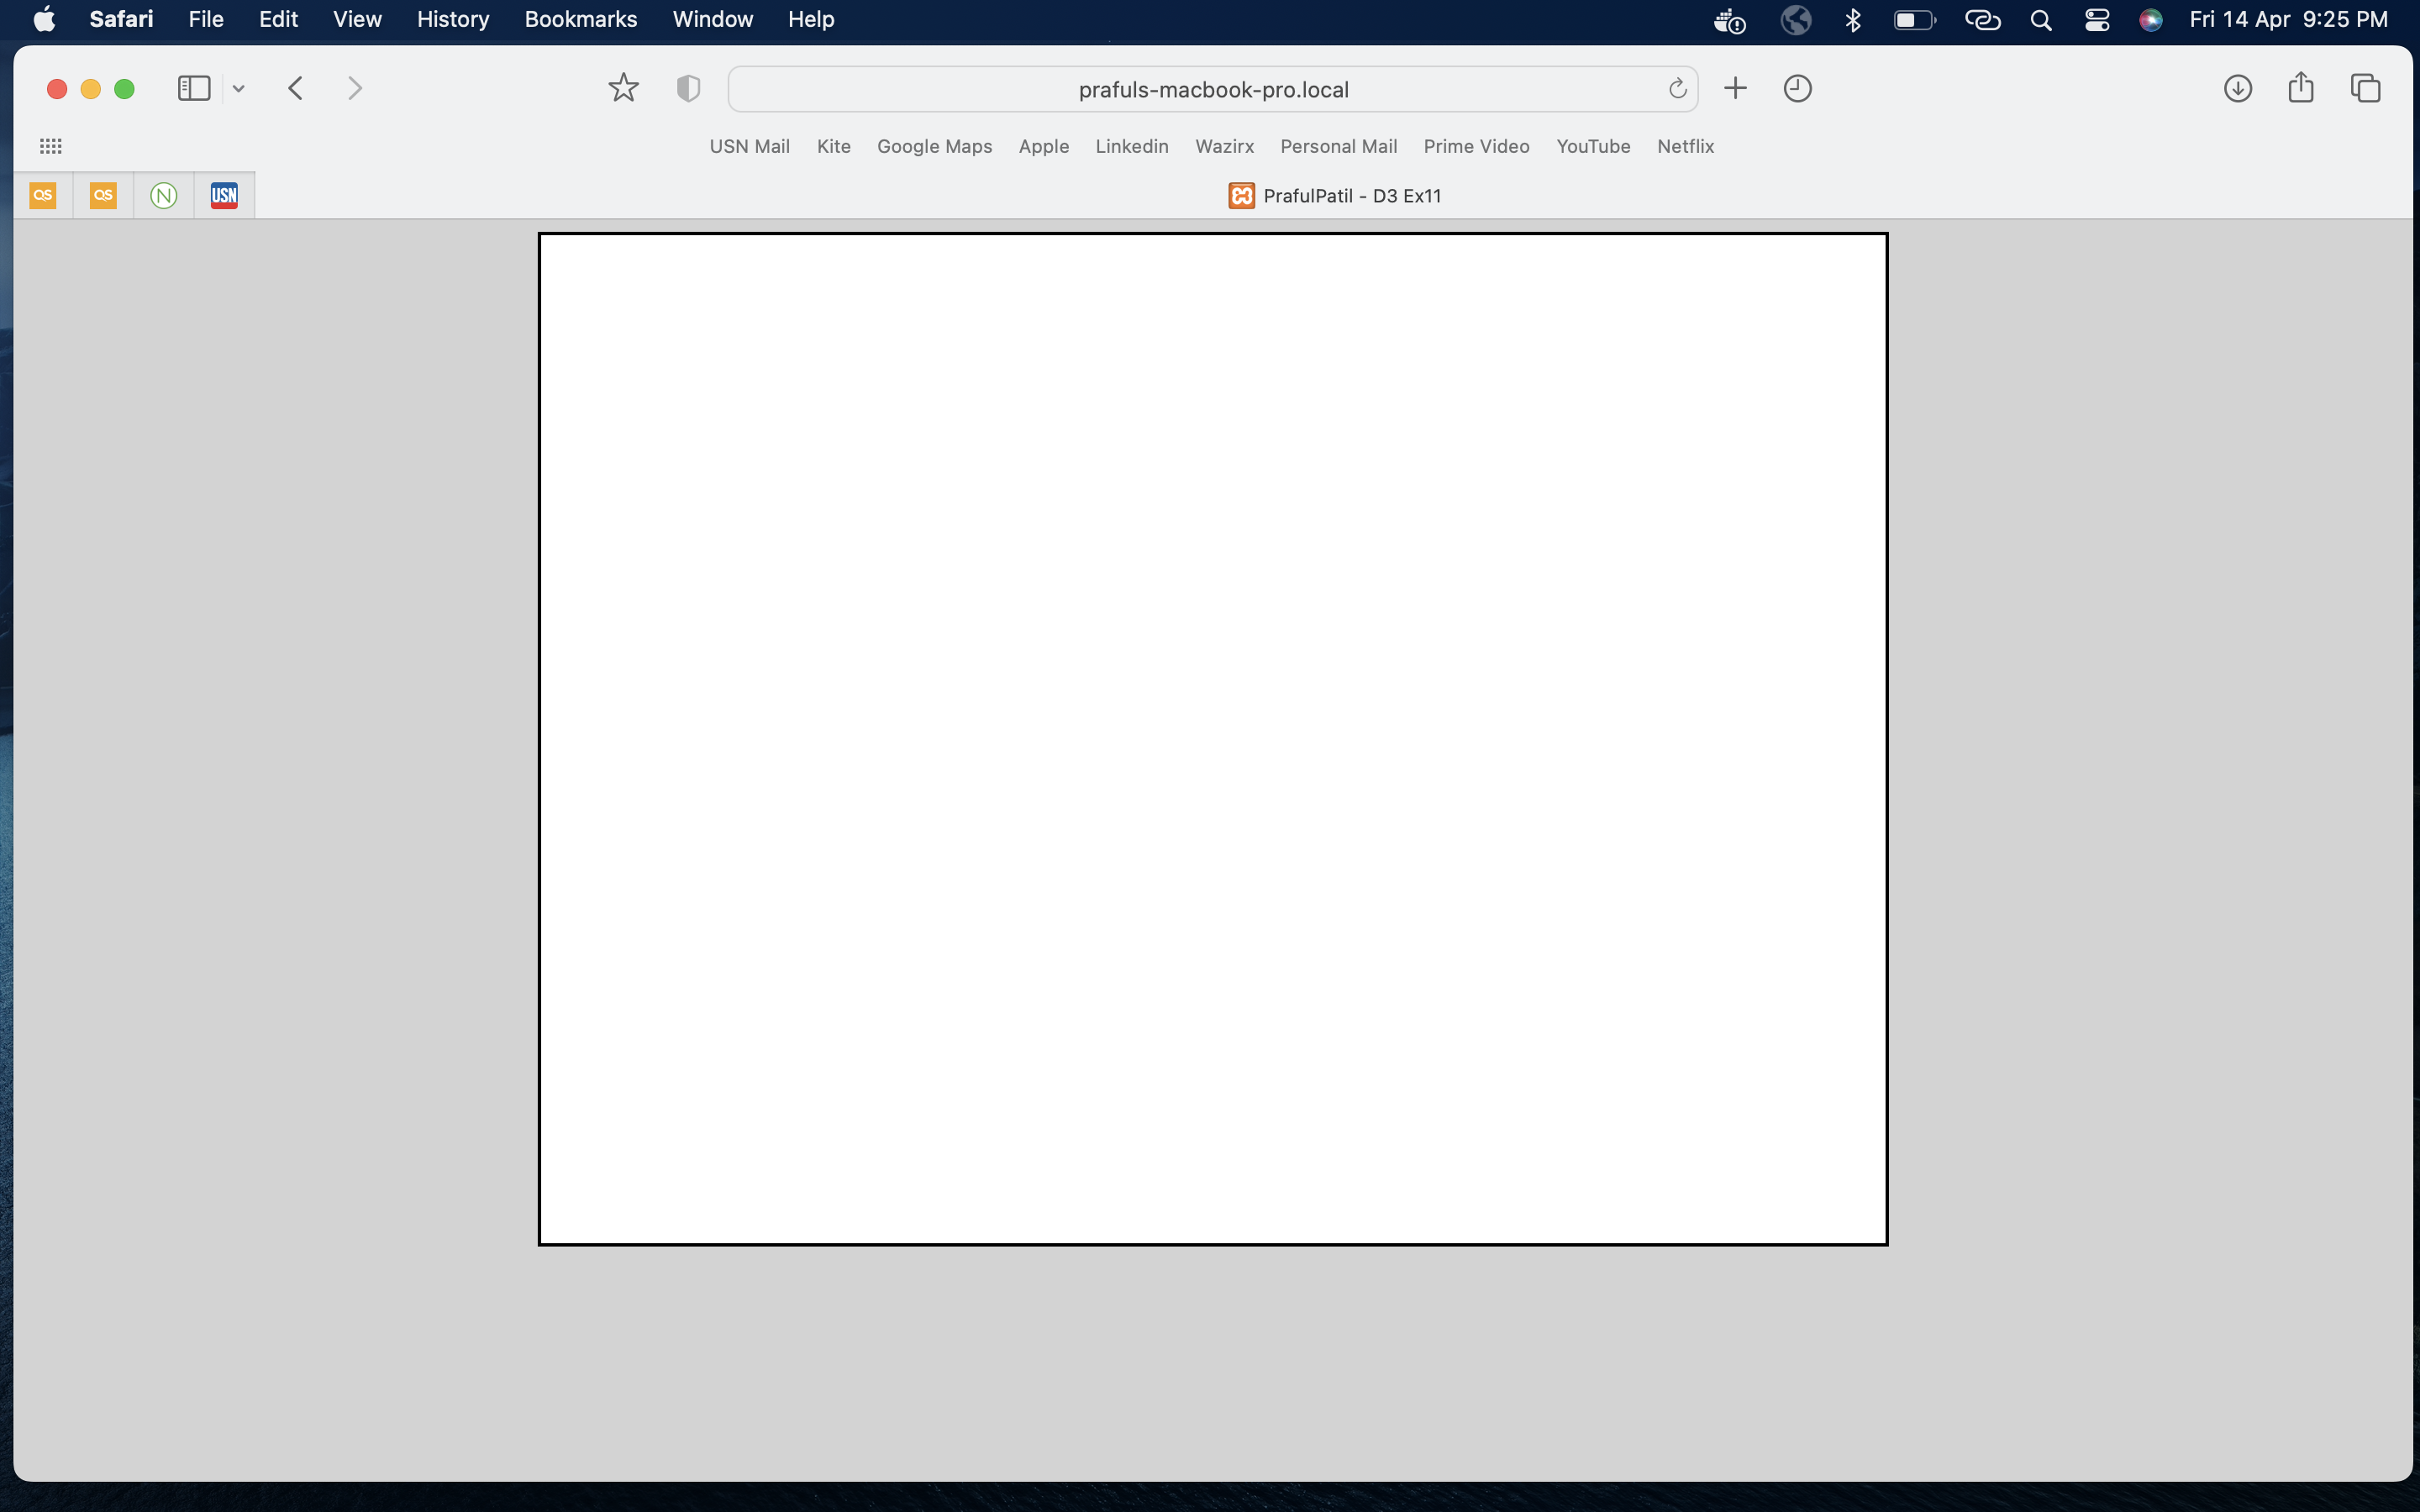 Safari File Edit View History Bookmarks Window Help Fri 14 Apr 9:25 PM
prafuls-macbook-pro.local
USN Mail Kite Google Maps Apple Linkedin Wazirx Personal Mail Prime Video YouTube Netflix
QS QS N USN PrafulPatil - D3 Ex11